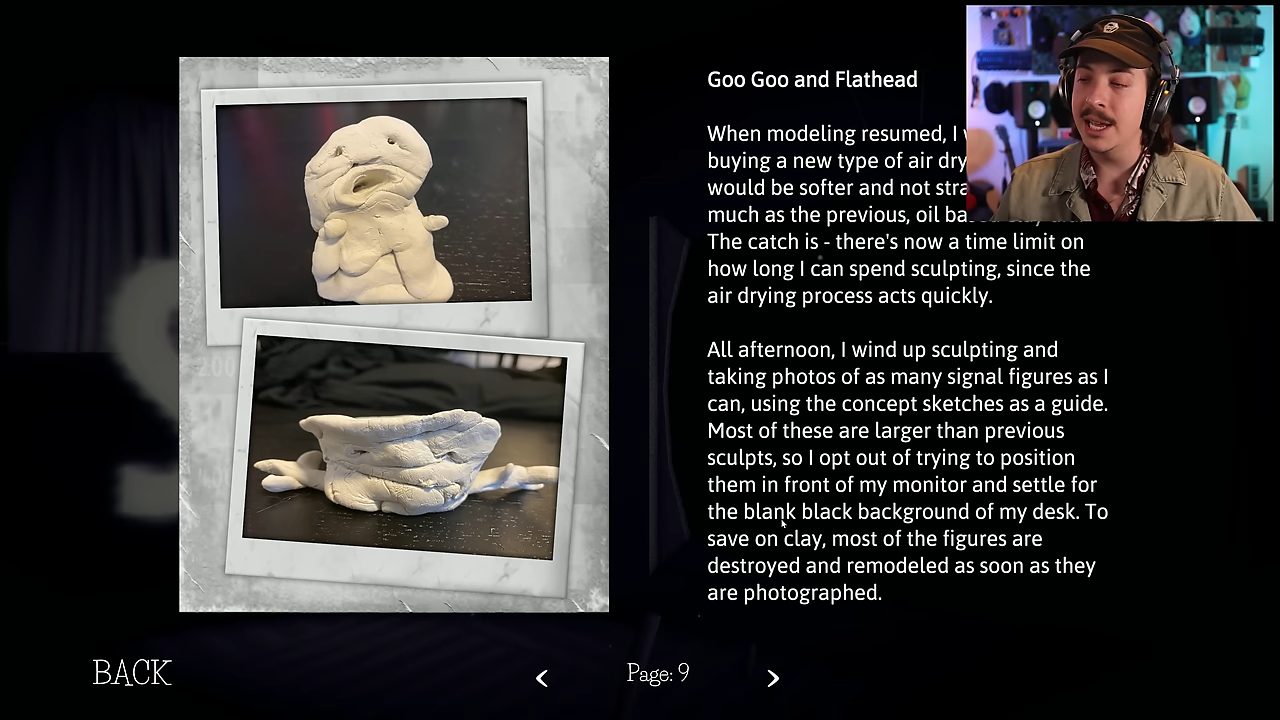 Goo Goo and Flathead
When modeling resumed, I
buying a new type of air dry
would be softer and not
much as the previous, oil
The catch is - there's now a time limit on
how long I can spend sculpting, since the
air drying process acts quickly.
All afternoon, I wind up sculpting and
taking photos of as many signal figures as I
can, using the concept sketches as a guide.
Most of these are larger than previous
sculpts, so I opt out of trying to position
them in front of my monitor and settle for
the blank black background of my desk. To
save on clay, most of the figures are
destroyed and remodeled as soon as they
are photographed.
BACK
<
Page: 9
>